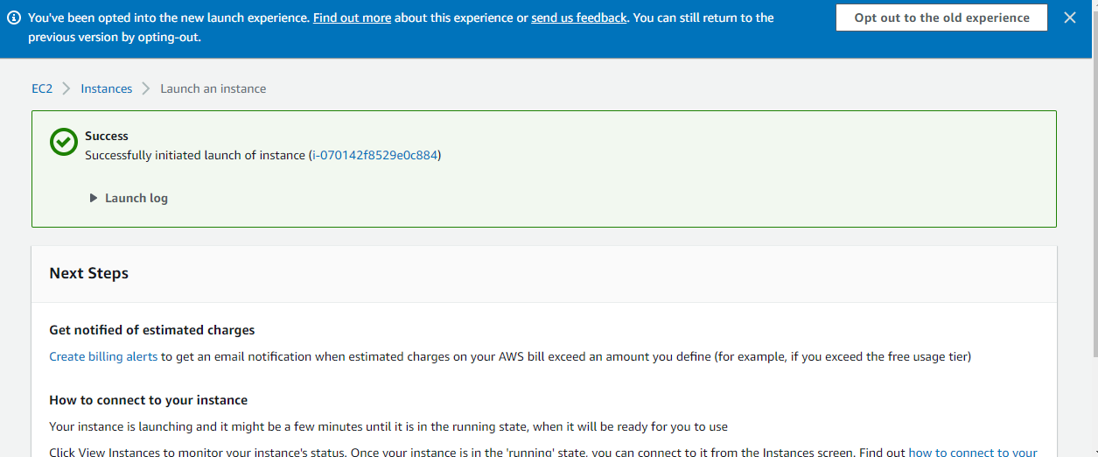 You've been opted into the new launch experience. Find out more about this experience or send us feedback. You can still return to the
previous version by opting-out.
Opt out to the old experience
EC2 > Instances > Launch an instance
Success
Successfully initiated launch of instance (i-070142f8529e0c884)
Launch log
Next Steps
Get notified of estimated charges
Create billing alerts to get an email notification when estimated charges on your AWS bill exceed an amount you define (for example, if you exceed the free usage tier)
How to connect to your instance
Your instance is launching and it might be a few minutes until it is in the running state, when it will be ready for you to use
Click View Instances to monitor your instance's status. Once your instance is in the 'running' state, you can connect to it from the Instances screen. Find out how to connect to your